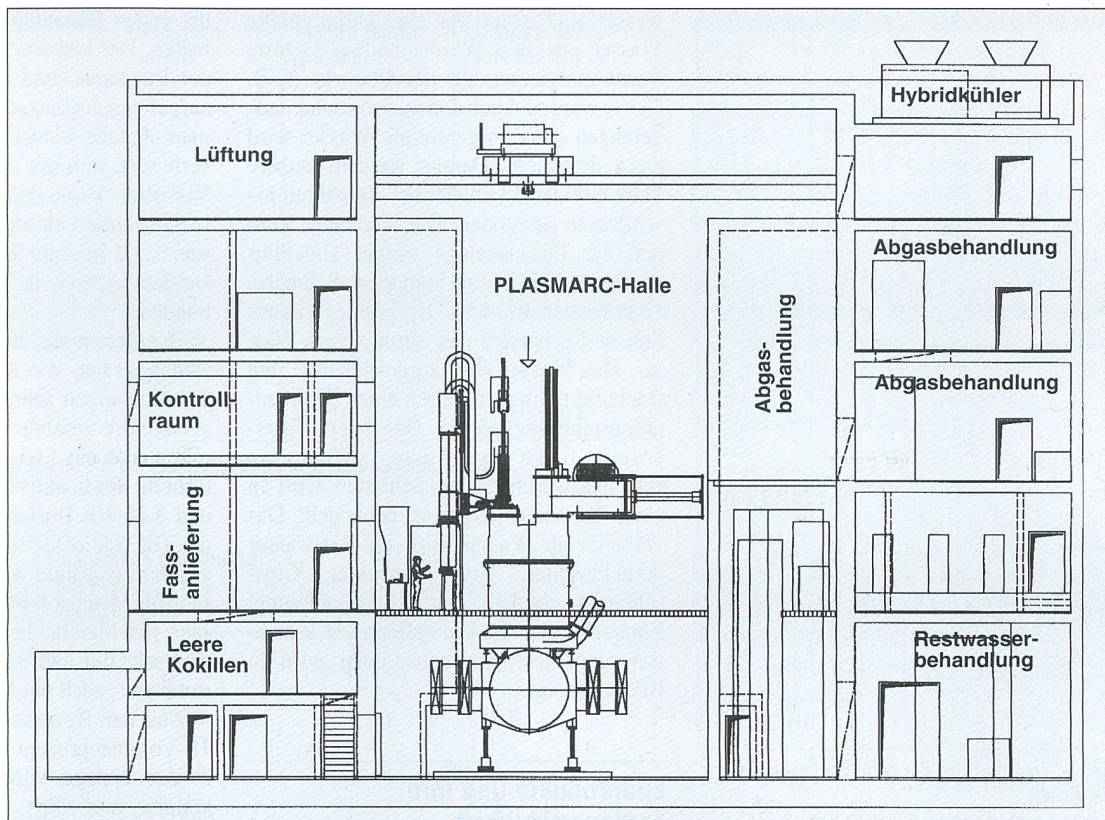 Hybridkühler
Lüftung
Abgasbehandlung
PLASMARC-Halle
Abgas-
behandlung
Abgasbehandlung
Kontroll-
raum
Fass-
anlieferung
Leere
Kokillen
Restwasser-
behandlung